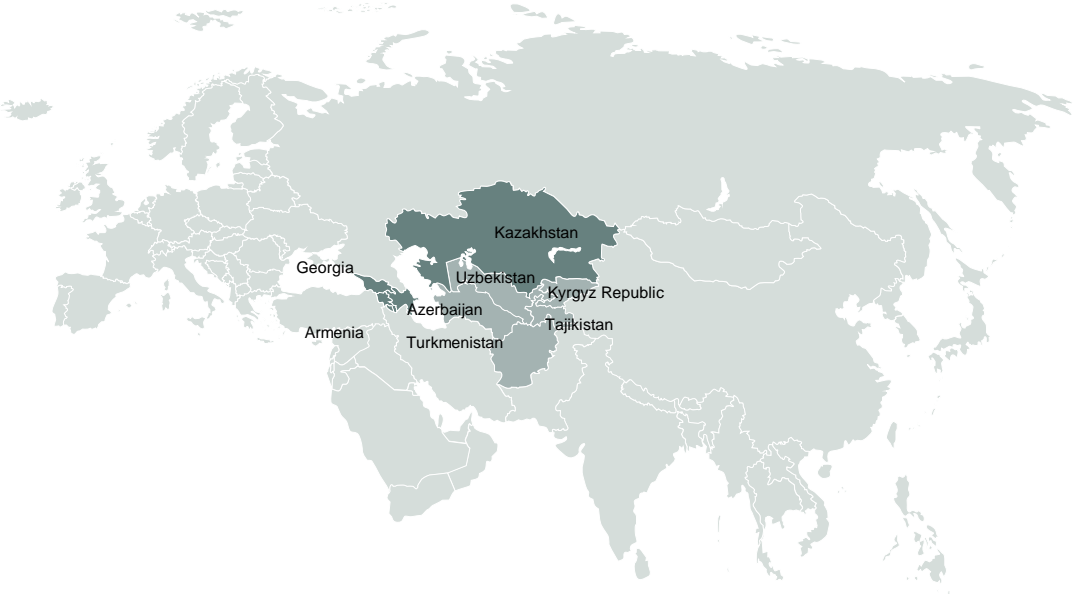 Kazakhstan
Georgia
Uzbekistan
Kyrgyz Republic
Azerbaijan
Tajikistan
Armenia
Turkmenistan